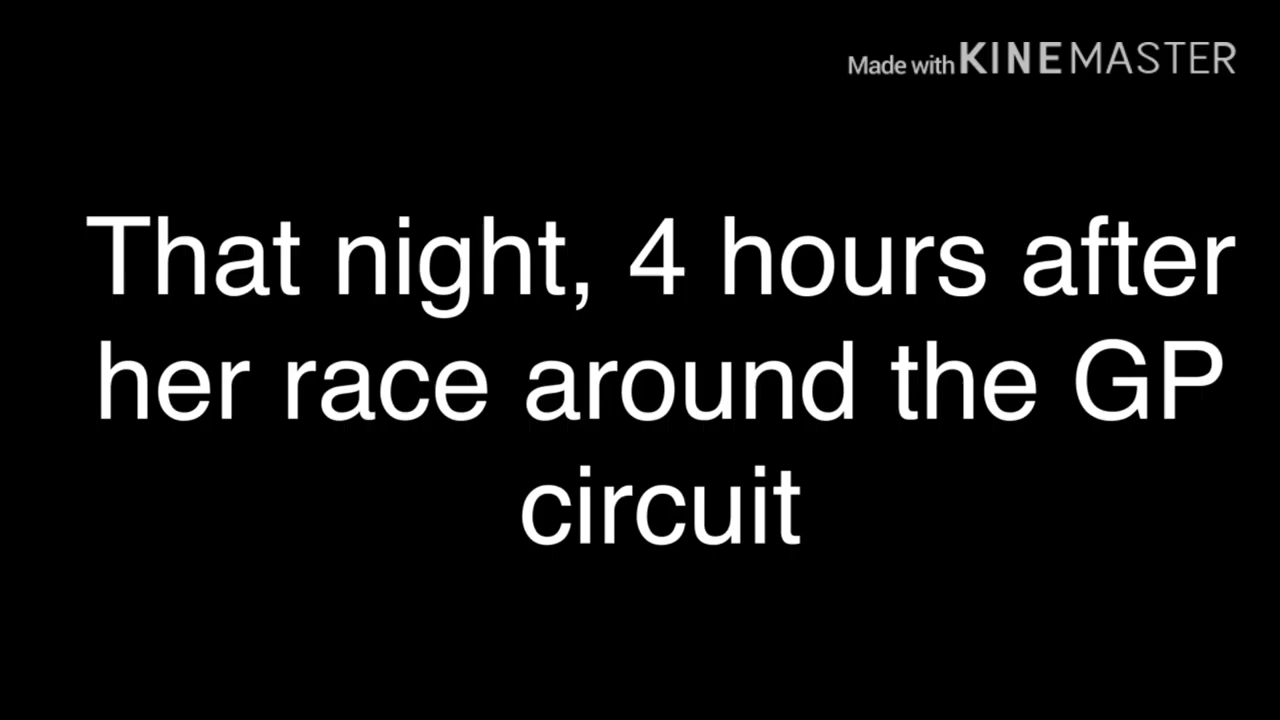 Made with KINEMASTER
That night, 4 hours after
her race around the GP
circuit